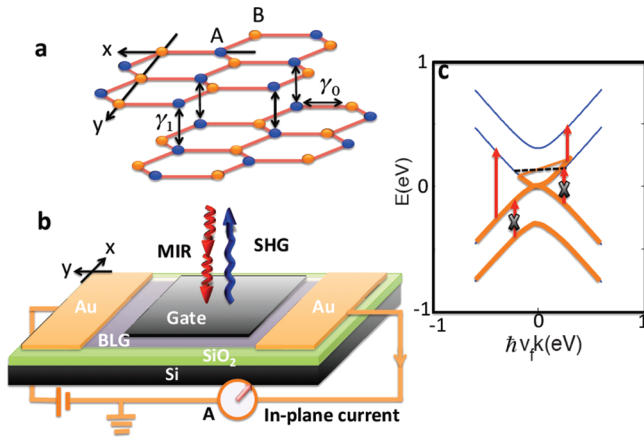 a
A
B
x
y
γ₁
γ₀
b
x
y
MIR
SHG
Au
Gate
Au
BLG
SiO₂
Si
A
In-plane current
c
1
E(eV)
0
X
X
-1
-1
0
1
ħ v_f k(eV)